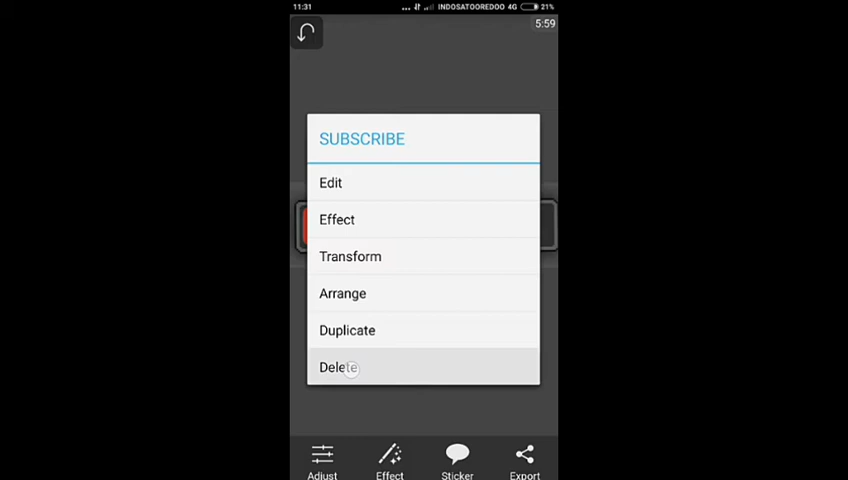 11:31 ... INDOSATOOREDOO 4G 21%
5:59
SUBSCRIBE
Edit
Effect
Transform
Arrange
Duplicate
Delete
Adjust Effect Sticker Export